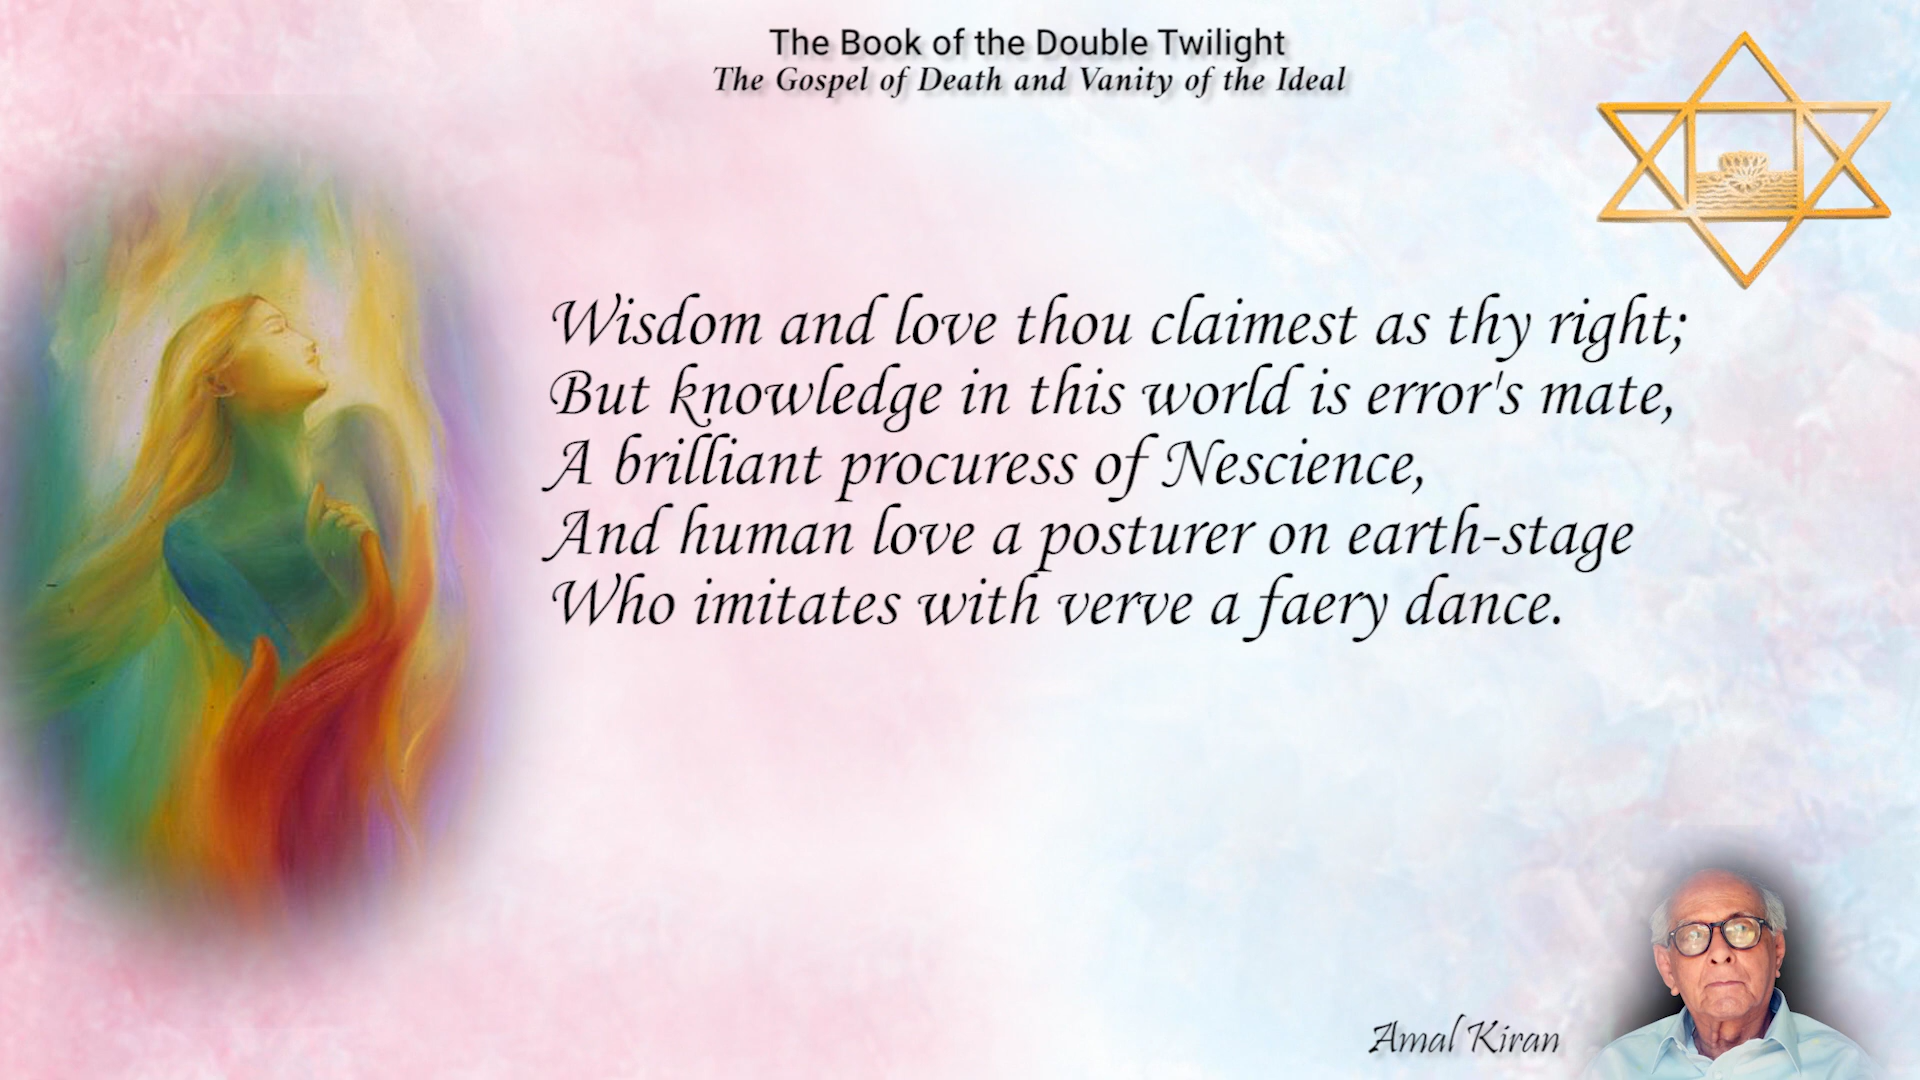 The Book of the Double Twilight
The Gospel of Death and Vanity of the Ideal
Wisdom and love thou claimest as thy right;
But knowledge in this world is error's mate,
A brilliant procuress of Nescience,
And human love a posturer on earth-stage
Who imitates with verve a faery dance.
Amal Kiran